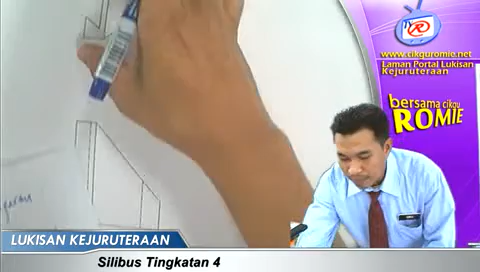 www.cikguromie.net
Laman Portal Lukisan
Kejuruteraan
bersama cikgu
ROMIE
LUKISAN KEJURUTERAAN
Silibus Tingkatan 4